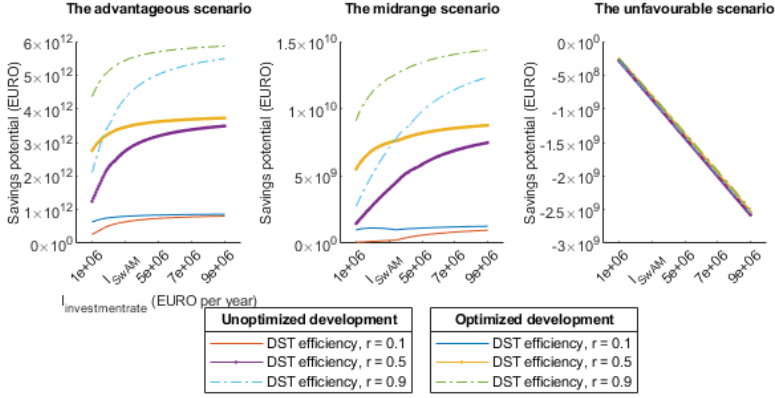 The advantageous scenario
The midrange scenario
The unfavourable scenario
Savings potential (EURO)
6×10^12
5×10^12
4×10^12
3×10^12
2×10^12
1×10^12
0×10^0
1e+06
I_SwAM
5e+06
7e+06
9e+06
Savings potential (EURO)
1.5×10^10
1×10^10
5×10^9
0×10^0
1e+06
I_SwAM
5e+06
7e+06
9e+06
Savings potential (EURO)
0×10^0
-5×10^8
-1×10^9
-1.5×10^9
-2×10^9
-2.5×10^9
-3×10^9
1e+06
I_SwAM
5e+06
7e+06
9e+06
I_investmentrate (EURO per year)
Unoptimized development
DST efficiency, r = 0.1
DST efficiency, r = 0.5
DST efficiency, r = 0.9
Optimized development
DST efficiency, r = 0.1
DST efficiency, r = 0.5
DST efficiency, r = 0.9